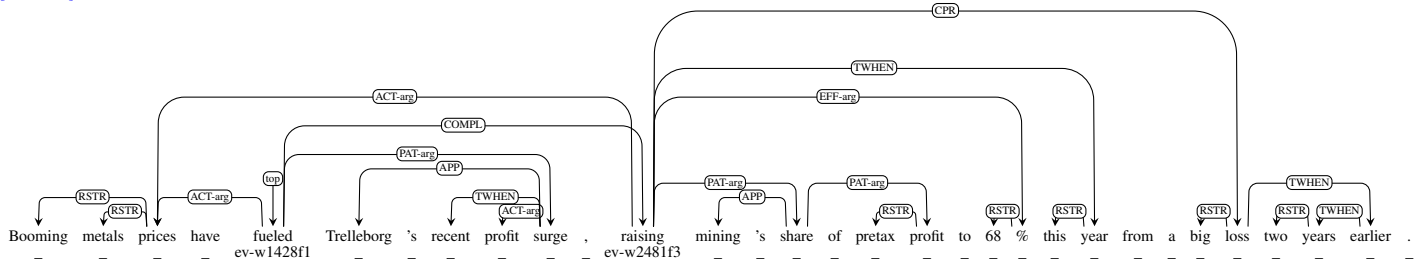 CPR
TWHEN
ACT-arg EFF-arg
COMPL
PAT-arg
APP
top
RSTR ACT-arg TWHEN PAT-arg APP PAT-arg TWHEN
RSTR ACT-arg RSTR RSTR RSTR RSTR RSTR TWHEN
Booming metals prices have fueled Trelleborg 's recent profit surge , raising mining 's share of pretax profit to 68 % this year from a big loss two years earlier .
ev-w1428f1 ev-w2481f3
_ _ _ _ _ _ _ _ _ _ _ _ _ _ _ _ _ _ _ _ _ _ _ _ _ _ _ _